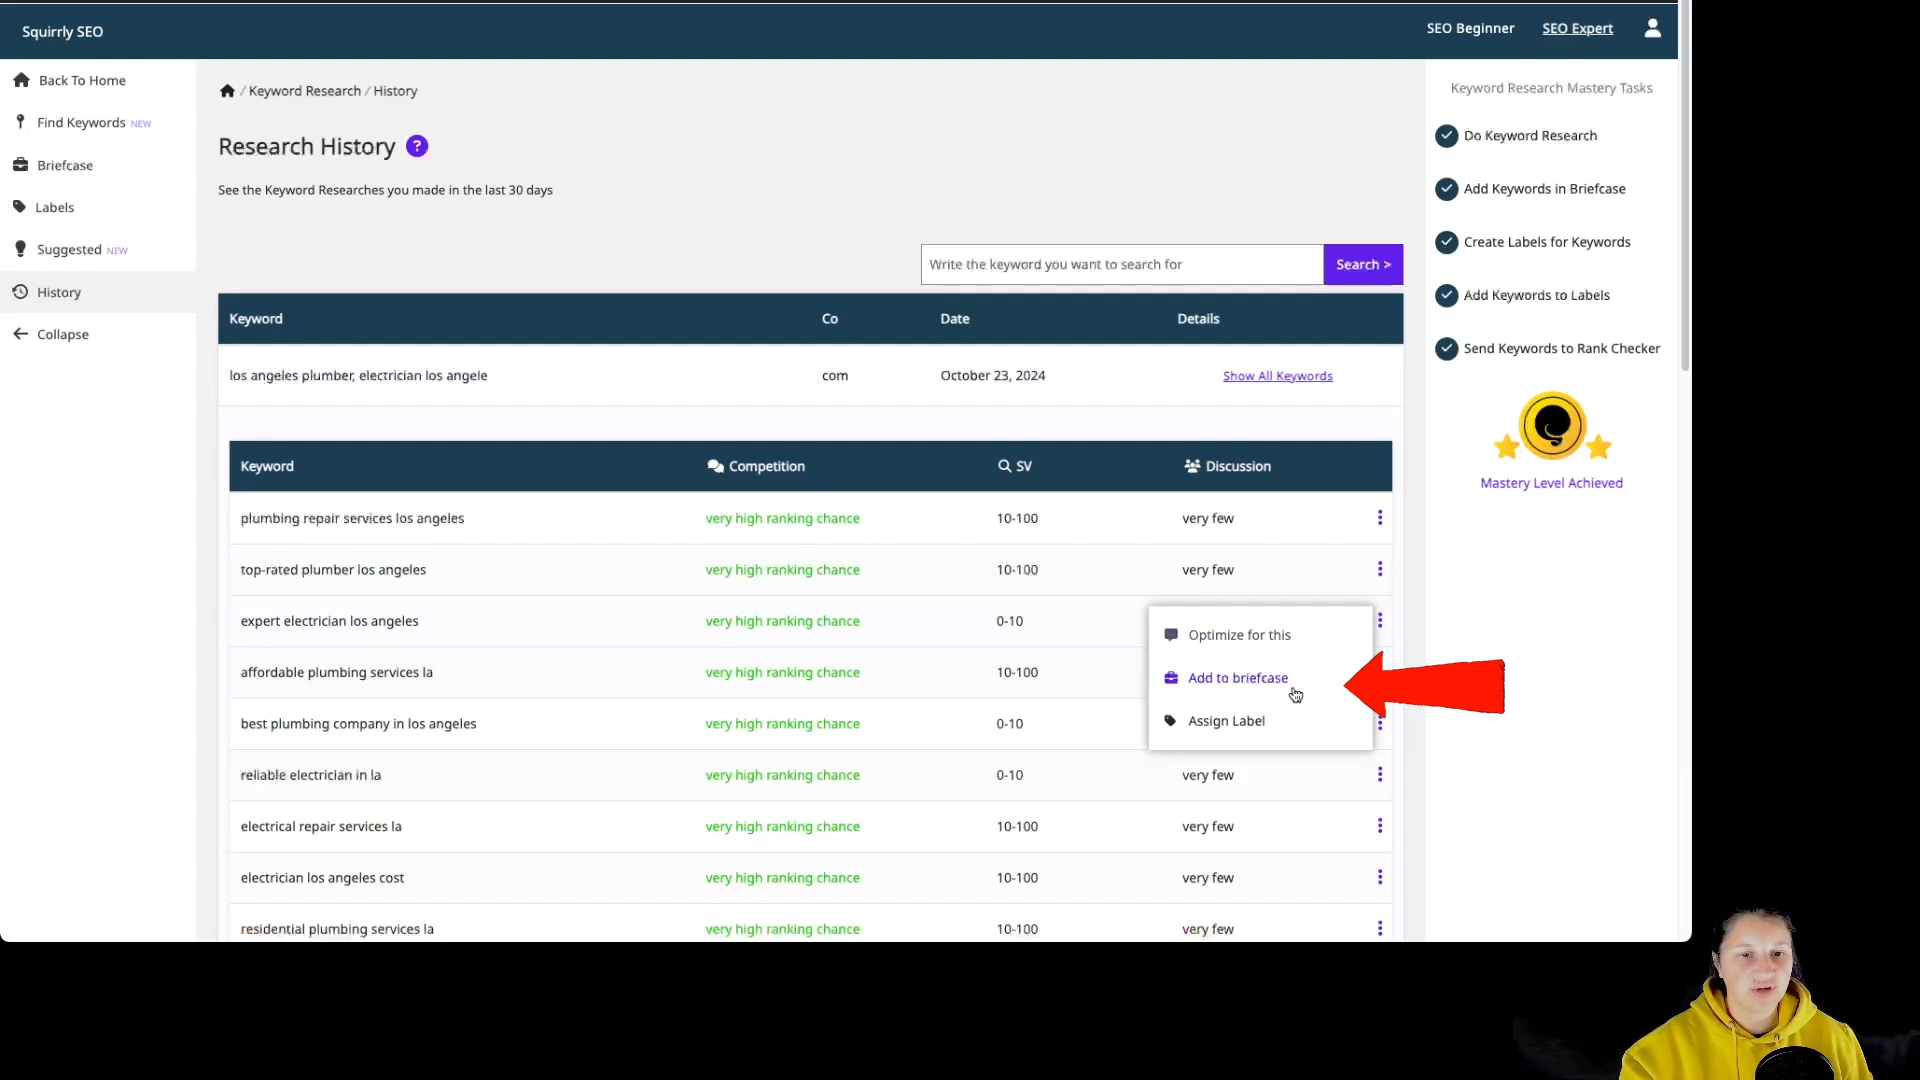 Squirrly SEO
SEO Beginner
SEO Expert
Back To Home
Find Keywords NEW
Briefcase
Labels
Suggested NEW
History
Collapse
/ Keyword Research / History
Research History ?
See the Keyword Researches you made in the last 30 days
Write the keyword you want to search for
Search >
Keyword Co Date Details
los angeles plumber, electrician los angele com October 23, 2024 Show All Keywords
Keyword Competition SV Discussion
plumbing repair services los angeles very high ranking chance 10-100 very few
top-rated plumber los angeles very high ranking chance 10-100 very few
expert electrician los angeles very high ranking chance 0-10
affordable plumbing services la very high ranking chance 10-100
best plumbing company in los angeles very high ranking chance 0-10
reliable electrician in la very high ranking chance 0-10 very few
electrical repair services la very high ranking chance 10-100 very few
electrician los angeles cost very high ranking chance 10-100 very few
residential plumbing services la very high ranking chance 10-100 very few
Optimize for this
Add to briefcase
Assign Label
Keyword Research Mastery Tasks
Do Keyword Research
Add Keywords in Briefcase
Create Labels for Keywords
Add Keywords to Labels
Send Keywords to Rank Checker
Mastery Level Achieved